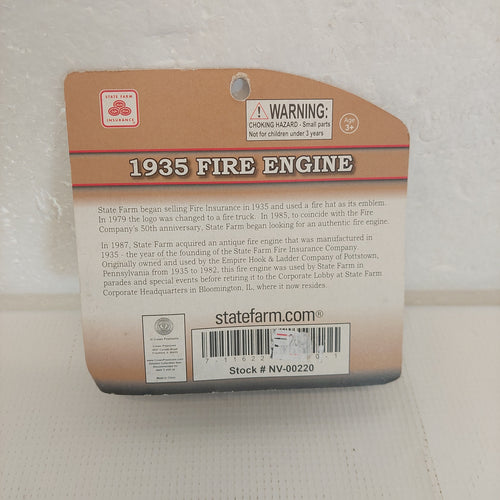 STATE FARM
INSURANCE
WARNING:
CHOKING HAZARD - Small parts
Not for children under 3 years
Age
3+
1935 FIRE ENGINE
State Farm began selling Fire Insurance in 1935 and used a fire hat as its emblem.
In 1979 the logo was changed to a fire truck. In 1985, to coincide with the Fire
Company's 50th anniversary, State Farm began looking for an authentic fire engine.
In 1987, State Farm acquired an antique fire engine that was manufactured in
1935 - the year of the founding of the State Farm Fire Insurance Company.
Originally owned and used by the Empire Hook & Ladder Company of Pottstown,
Pennsylvania from 1935 to 1982, this fire engine was used by State Farm in
parades and special events before retiring it to the Corporate Lobby at State Farm
Corporate Headquarters in Bloomington, IL, where it now resides.
statefarm.com®
7 11622
0 1
Stock # NV-00220